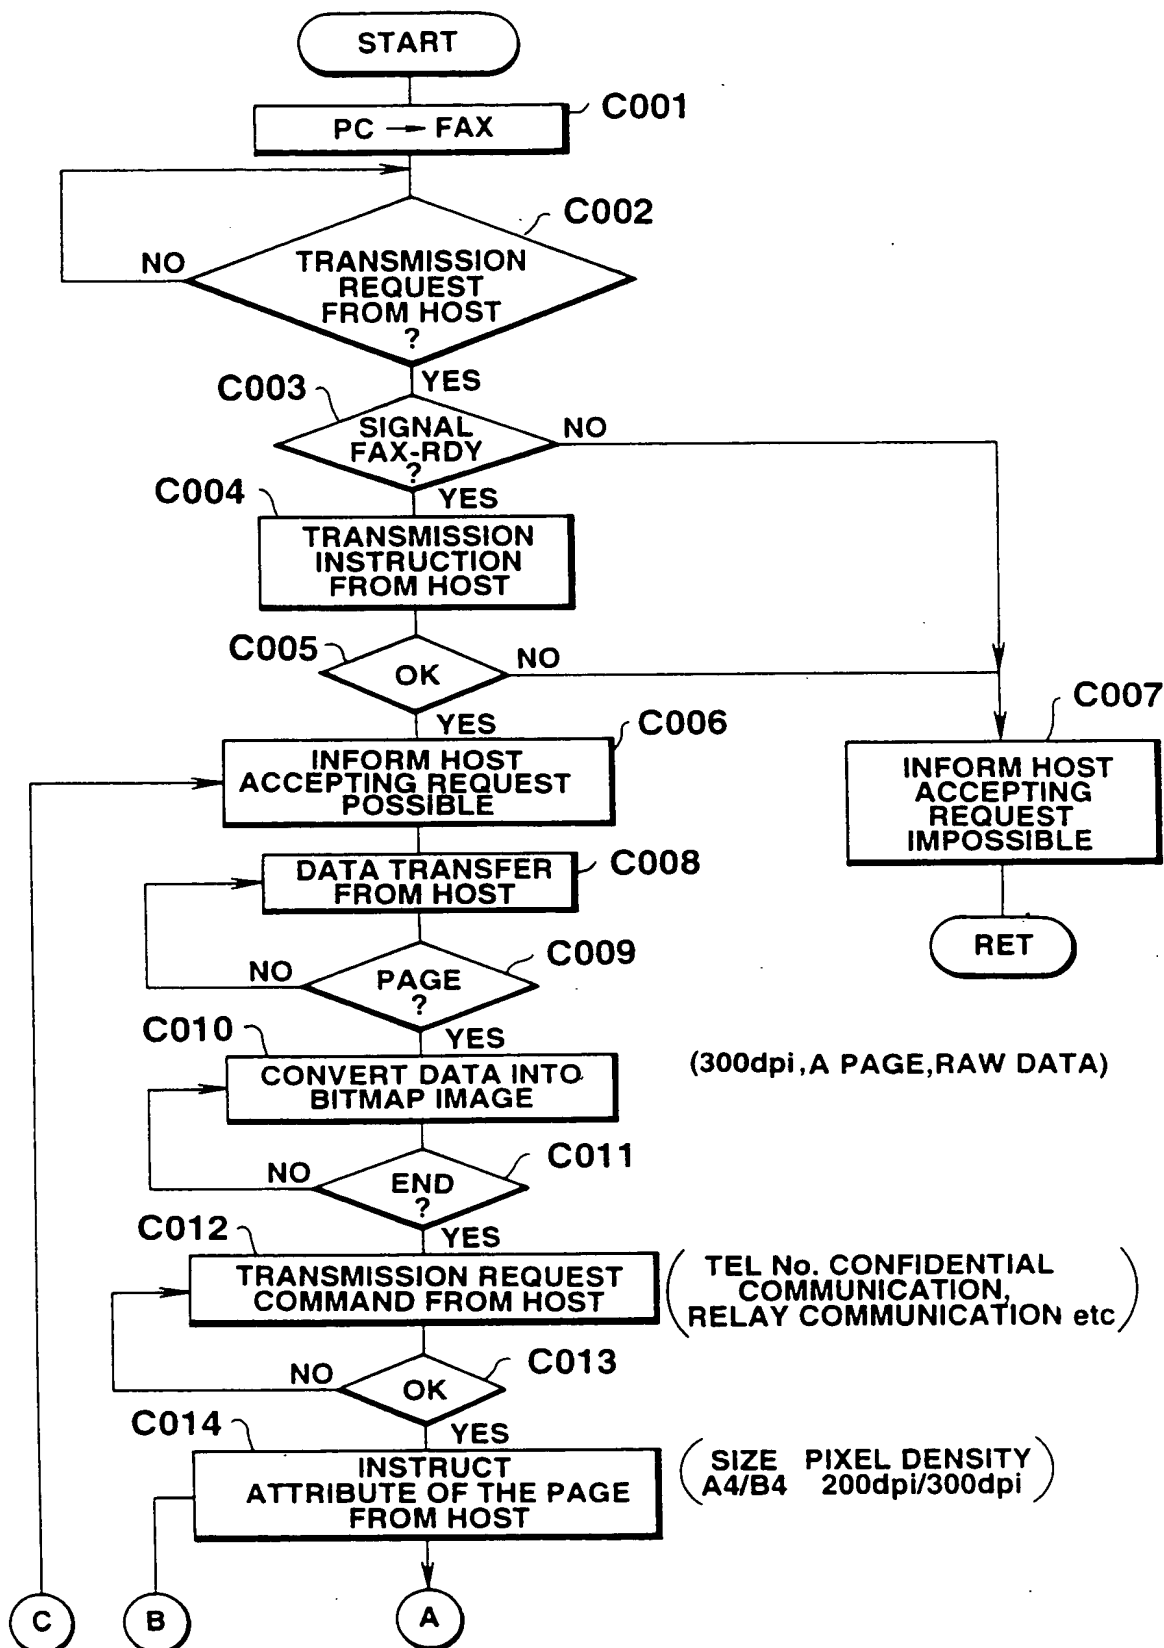 START
C001
PC → FAX
C002
NO
TRANSMISSION
REQUEST
FROM HOST
?
YES
C003
SIGNAL
FAX-RDY
?
NO
YES
C004
TRANSMISSION
INSTRUCTION
FROM HOST
C005
OK
NO
YES
C006
INFORM HOST
ACCEPTING REQUEST
POSSIBLE
C007
INFORM HOST
ACCEPTING
REQUEST
IMPOSSIBLE
DATA TRANSFER
FROM HOST
C008
RET
C009
NO
PAGE
?
YES
C010
CONVERT DATA INTO
BITMAP IMAGE
(300dpi,A PAGE,RAW DATA)
C011
NO
END
?
YES
C012
TRANSMISSION REQUEST
COMMAND FROM HOST
(TEL No. CONFIDENTIAL
COMMUNICATION,
RELAY COMMUNICATION etc)
C013
NO
OK
YES
C014
INSTRUCT
ATTRIBUTE OF THE PAGE
FROM HOST
(SIZE PIXEL DENSITY
A4/B4 200dpi/300dpi)
C
B
A